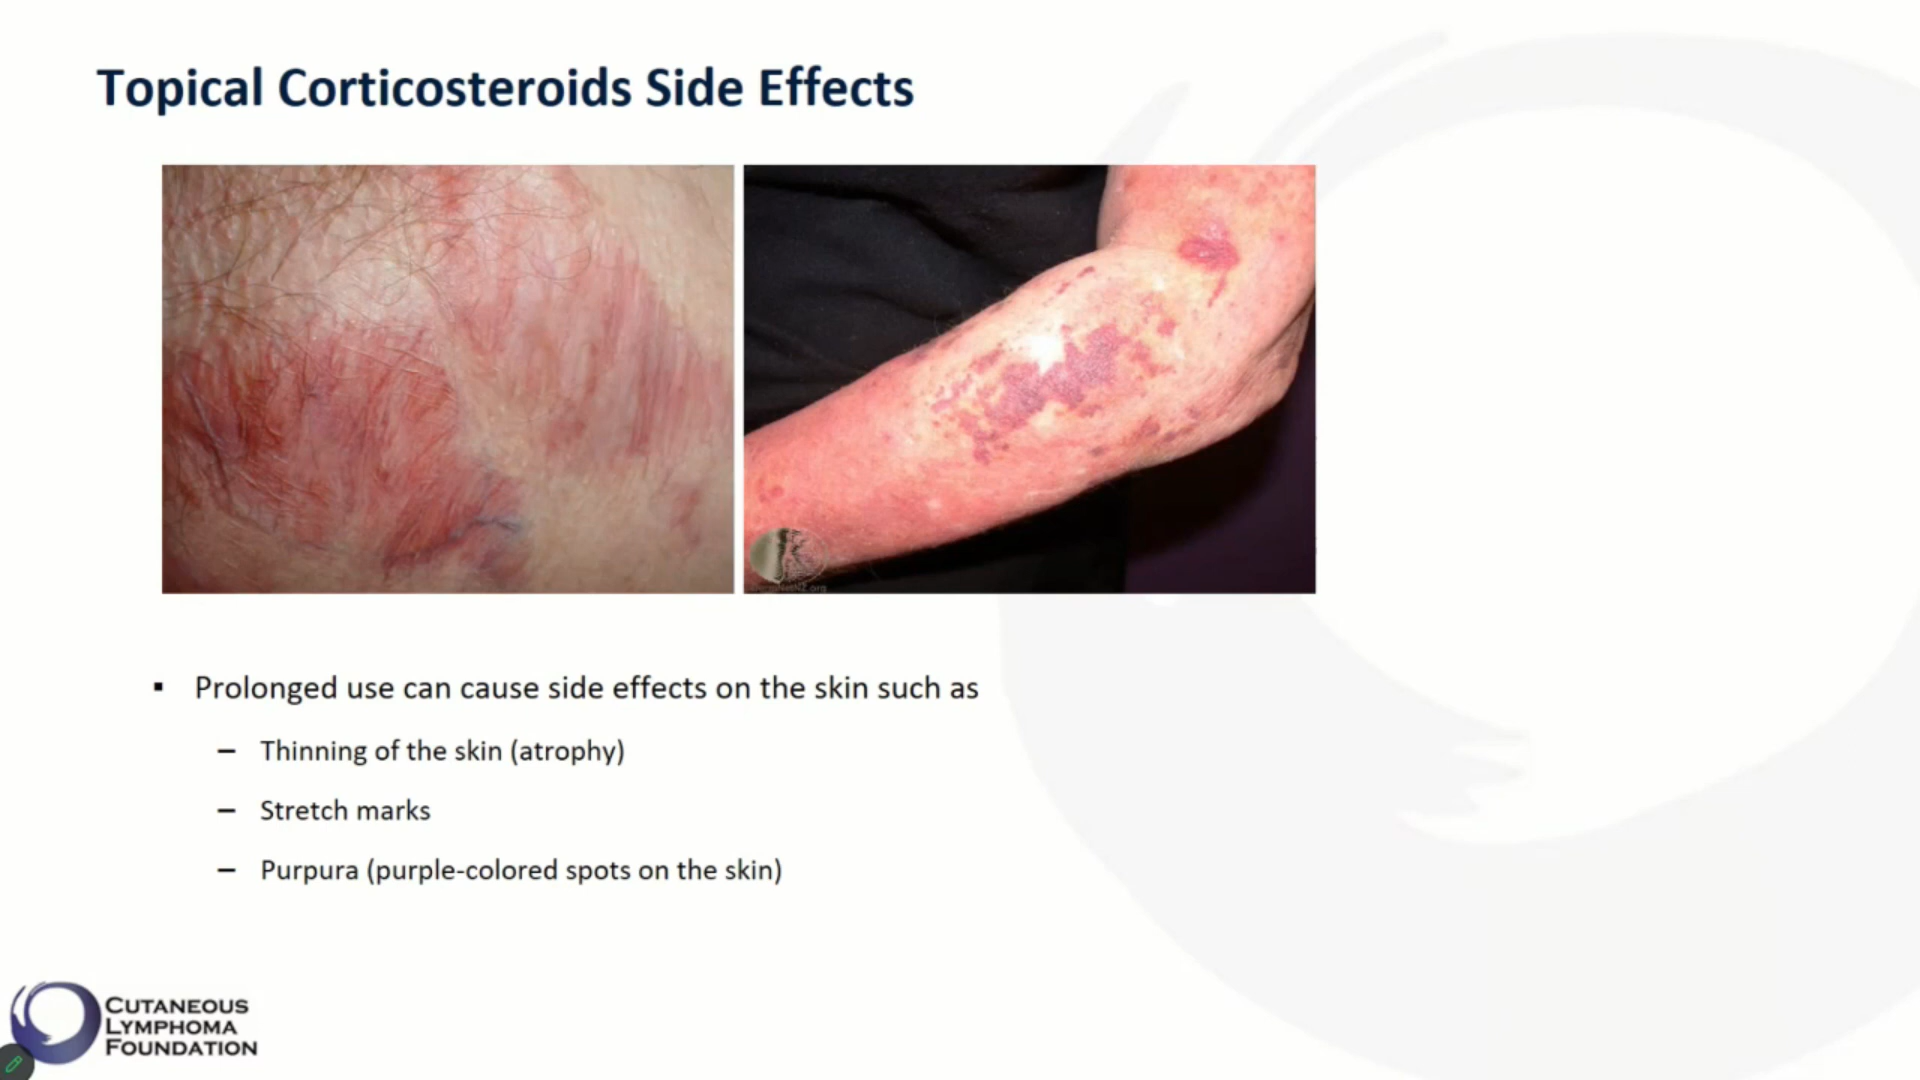 Topical Corticosteroids Side Effects
▪ Prolonged use can cause side effects on the skin such as
– Thinning of the skin (atrophy)
– Stretch marks
– Purpura (purple-colored spots on the skin)
CUTANEOUS
LYMPHOMA
FOUNDATION